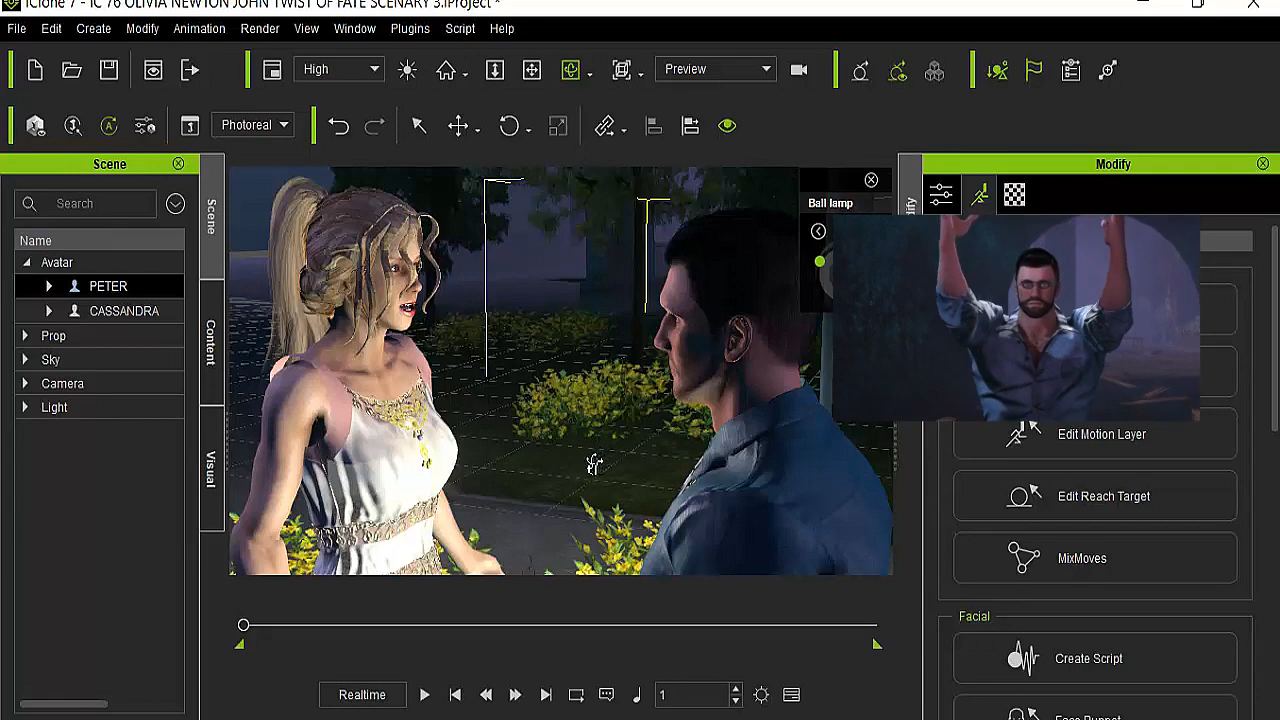 iClone 7 - IC 76 OLIVIA NEWTON JOHN TWIST OF FATE SCENARY 3.iProject *
File Edit Create Modify Animation Render View Window Plugins Script Help
High Preview
Photoreal
Scene
Search
Name
Avatar
PETER
CASSANDRA
Prop
Sky
Camera
Light
Scene
Content
Visual
Ball lamp
Modify
Edit Motion Layer
Edit Reach Target
MixMoves
Facial
Create Script
Face Puppet
Realtime 1